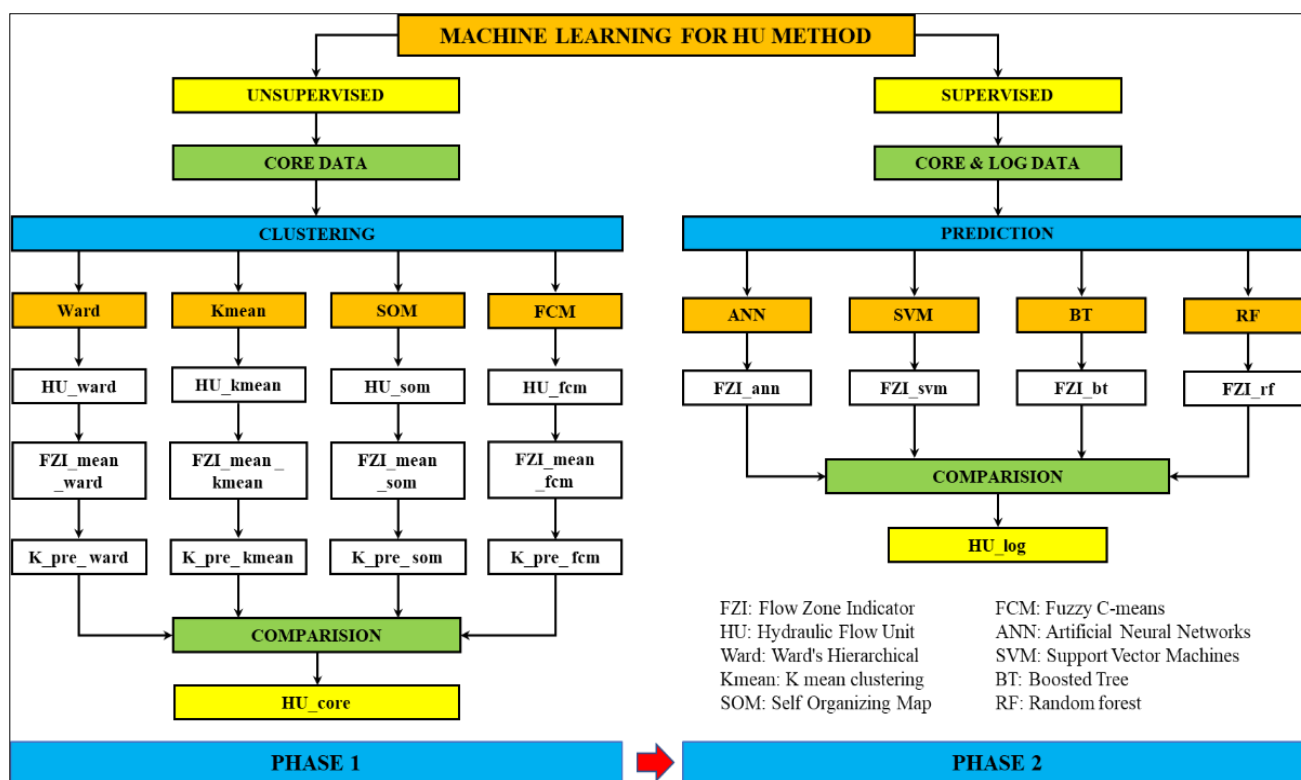 MACHINE LEARNING FOR HU METHOD
UNSUPERVISED
SUPERVISED
CORE DATA
CORE & LOG DATA
CLUSTERING
PREDICTION
Ward
Kmean
SOM
FCM
ANN
SVM
BT
RF
HU_ward
HU_kmean
HU_som
HU_fcm
FZI_ann
FZI_svm
FZI_bt
FZI_rf
FZI_mean
_ward
FZI_mean_
kmean
FZI_mean
_som
FZI_mean
_fcm
COMPARISION
K_pre_ward
K_pre_kmean
K_pre_som
K_pre_fcm
HU_log
COMPARISION
HU_core
FZI: Flow Zone Indicator
HU: Hydraulic Flow Unit
Ward: Ward's Hierarchical
Kmean: K mean clustering
SOM: Self Organizing Map
FCM: Fuzzy C-means
ANN: Artificial Neural Networks
SVM: Support Vector Machines
BT: Boosted Tree
RF: Random forest
PHASE 1
PHASE 2